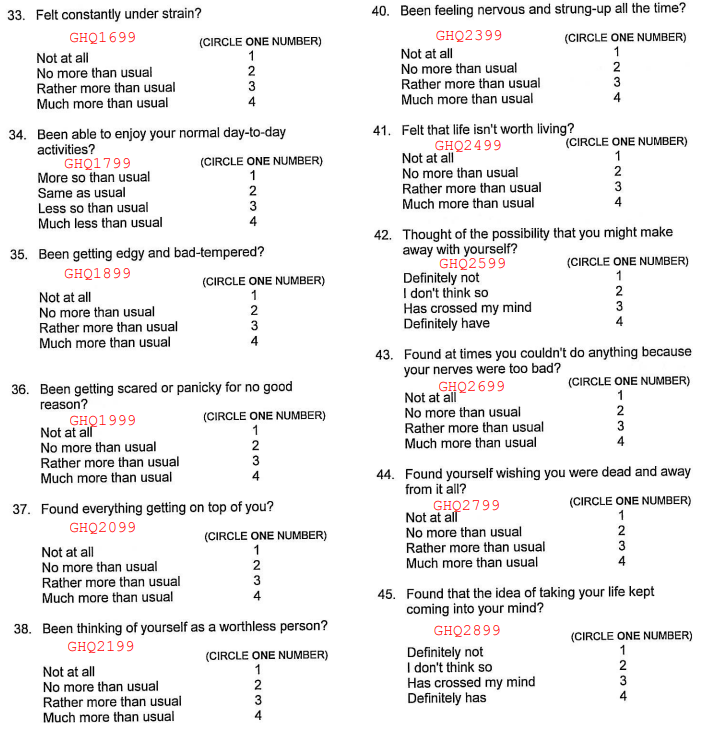 33. Felt constantly under strain?
GHQ1699
(CIRCLE ONE NUMBER)
Not at all 1
No more than usual 2
Rather more than usual 3
Much more than usual 4
34. Been able to enjoy your normal day-to-day
activities?
GHQ1799
(CIRCLE ONE NUMBER)
More so than usual 1
Same as usual 2
Less so than usual 3
Much less than usual 4
35. Been getting edgy and bad-tempered?
GHQ1899
(CIRCLE ONE NUMBER)
Not at all 1
No more than usual 2
Rather more than usual 3
Much more than usual 4
36. Been getting scared or panicky for no good
reason?
GHQ1999
(CIRCLE ONE NUMBER)
Not at all 1
No more than usual 2
Rather more than usual 3
Much more than usual 4
37. Found everything getting on top of you?
GHQ2099
(CIRCLE ONE NUMBER)
Not at all 1
No more than usual 2
Rather more than usual 3
Much more than usual 4
38. Been thinking of yourself as a worthless person?
GHQ2199
(CIRCLE ONE NUMBER)
Not at all 1
No more than usual 2
Rather more than usual 3
Much more than usual 4
40. Been feeling nervous and strung-up all the time?
GHQ2399
(CIRCLE ONE NUMBER)
Not at all 1
No more than usual 2
Rather more than usual 3
Much more than usual 4
41. Felt that life isn't worth living?
GHQ2499
(CIRCLE ONE NUMBER)
Not at all 1
No more than usual 2
Rather more than usual 3
Much more than usual 4
42. Thought of the possibility that you might make
away with yourself?
GHQ2599
(CIRCLE ONE NUMBER)
Definitely not 1
I don't think so 2
Has crossed my mind 3
Definitely have 4
43. Found at times you couldn't do anything because
your nerves were too bad?
GHQ2699
(CIRCLE ONE NUMBER)
Not at all 1
No more than usual 2
Rather more than usual 3
Much more than usual 4
44. Found yourself wishing you were dead and away
from it all?
GHQ2799
(CIRCLE ONE NUMBER)
Not at all 1
No more than usual 2
Rather more than usual 3
Much more than usual 4
45. Found that the idea of taking your life kept
coming into your mind?
GHQ2899
(CIRCLE ONE NUMBER)
Definitely not 1
I don't think so 2
Has crossed my mind 3
Definitely has 4